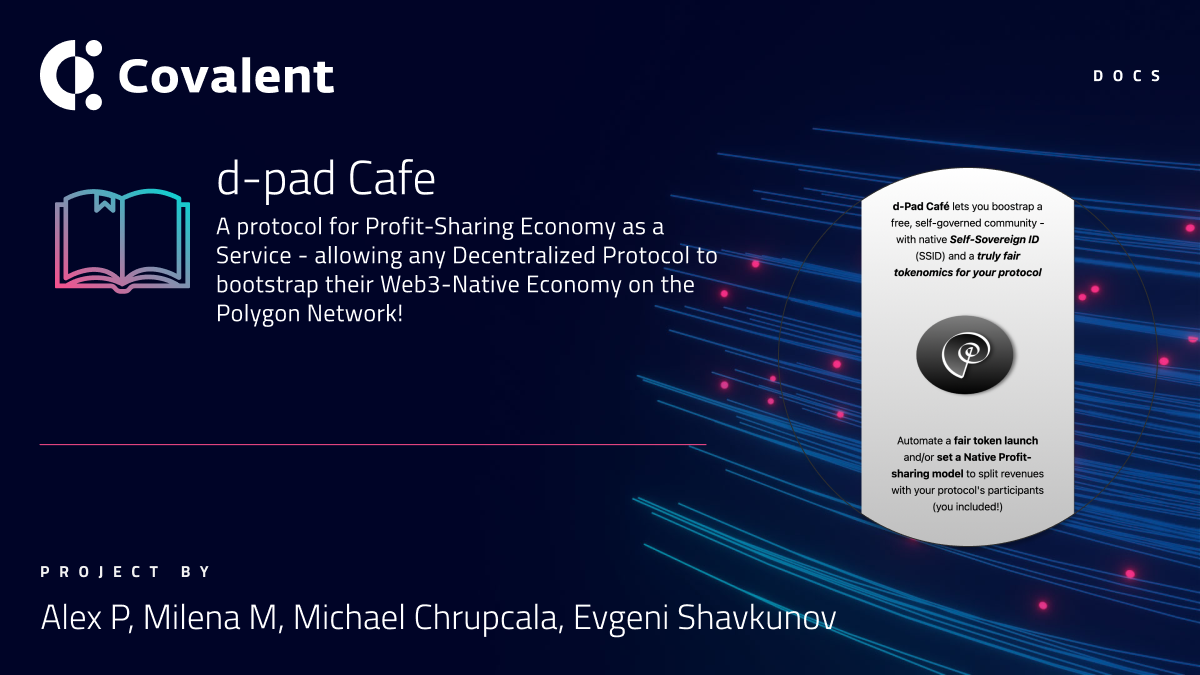 Covalent
DOCS
d-pad Cafe
A protocol for Profit-Sharing Economy as a
Service - allowing any Decentralized Protocol to
bootstrap their Web3-Native Economy on the
Polygon Network!
d-Pad Café lets you boostrap a
free, self-governed community -
with native Self-Sovereign ID
(SSID) and a truly fair
tokenomics for your protocol
Automate a fair token launch
and/or set a Native Profit-
sharing model to split revenues
with your protocol's participants
(you included!)
PROJECT BY
Alex P, Milena M, Michael Chrupcala, Evgeni Shavkunov